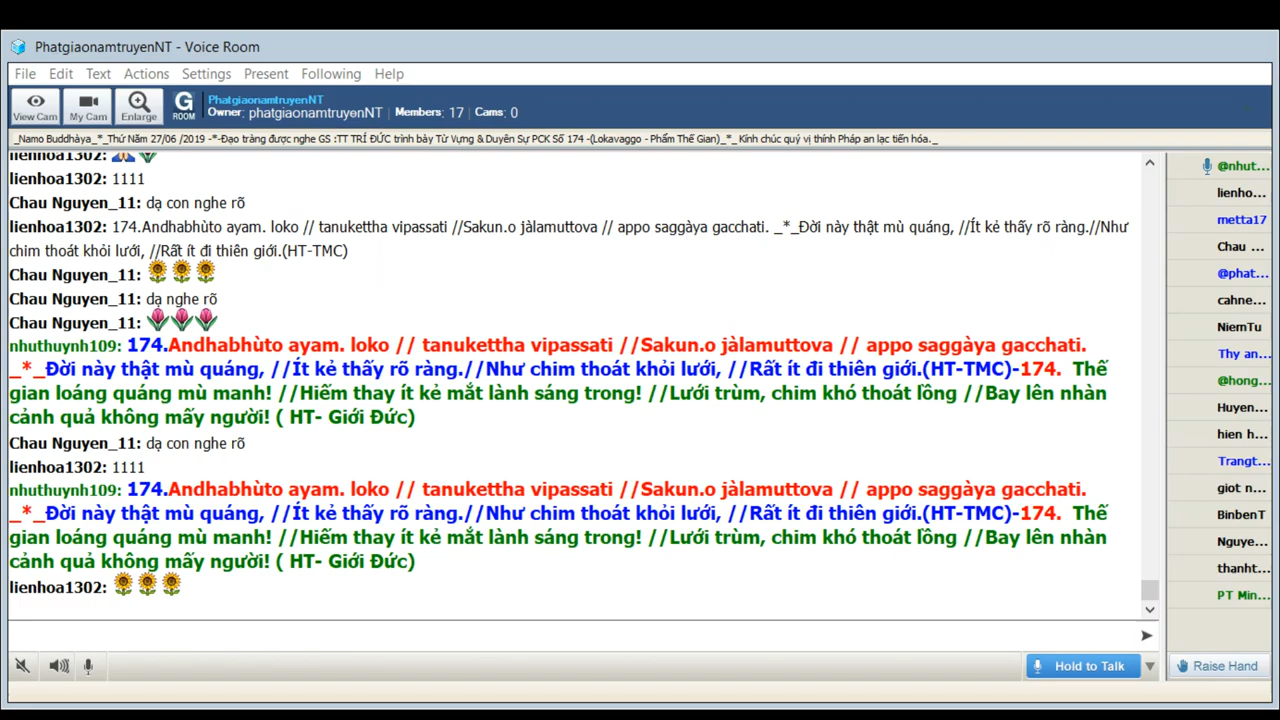 PhatgiaonamtruyenNT - Voice Room
File Edit Text Actions Settings Present Following Help
View Cam My Cam Enlarge G ROOM PhatgiaonamtruyenNT
Owner: phatgiaonamtruyenNT Members: 17 Cams: 0
_Namo Buddhàya_*_Thứ Năm 27/06 /2019 -*-Đạo tràng được nghe GS :TT TRÍ ĐỨC trình bày Từ Vựng & Duyên Sự PCK Số 174 -(Lokavaggo - Phẩm Thế Gian)_*_ Kính chúc quý vị thính Pháp an lạc tiến hóa._
lienhoa1302:
lienhoa1302: 1111
Chau Nguyen_11: dạ con nghe rõ
lienhoa1302: 174.Andhabhùto ayam. loko // tanukettha vipassati //Sakun.o jàlamuttova // appo saggàya gacchati. _*_Đời này thật mù quáng, //Ít kẻ thấy rõ ràng.//Như
chim thoát khỏi lưới, //Rất ít đi thiên giới.(HT-TMC)
Chau Nguyen_11:
Chau Nguyen_11: dạ nghe rõ
Chau Nguyen_11:
nhuthuynh109: 174.Andhabhùto ayam. loko // tanukettha vipassati //Sakun.o jàlamuttova // appo saggàya gacchati.
_*_Đời này thật mù quáng, //Ít kẻ thấy rõ ràng.//Như chim thoát khỏi lưới, //Rất ít đi thiên giới.(HT-TMC)-174. Thế
gian loáng quáng mù manh! //Hiếm thay ít kẻ mắt lành sáng trong! //Lưới trùm, chim khó thoát lồng //Bay lên nhàn
cảnh quả không mấy người! ( HT- Giới Đức)
Chau Nguyen_11: dạ con nghe rõ
lienhoa1302: 1111
nhuthuynh109: 174.Andhabhùto ayam. loko // tanukettha vipassati //Sakun.o jàlamuttova // appo saggàya gacchati.
_*_Đời này thật mù quáng, //Ít kẻ thấy rõ ràng.//Như chim thoát khỏi lưới, //Rất ít đi thiên giới.(HT-TMC)-174. Thế
gian loáng quáng mù manh! //Hiếm thay ít kẻ mắt lành sáng trong! //Lưới trùm, chim khó thoát lồng //Bay lên nhàn
cảnh quả không mấy người! ( HT- Giới Đức)
lienhoa1302:
@nhut...
lienho...
metta17
Chau ...
@phat...
cahne...
NiemTu
Thy an...
@hong...
Huyen...
hien h...
Trangt...
giot n...
BinbenT
Nguye...
thanht...
PT Min...
Hold to Talk
Raise Hand